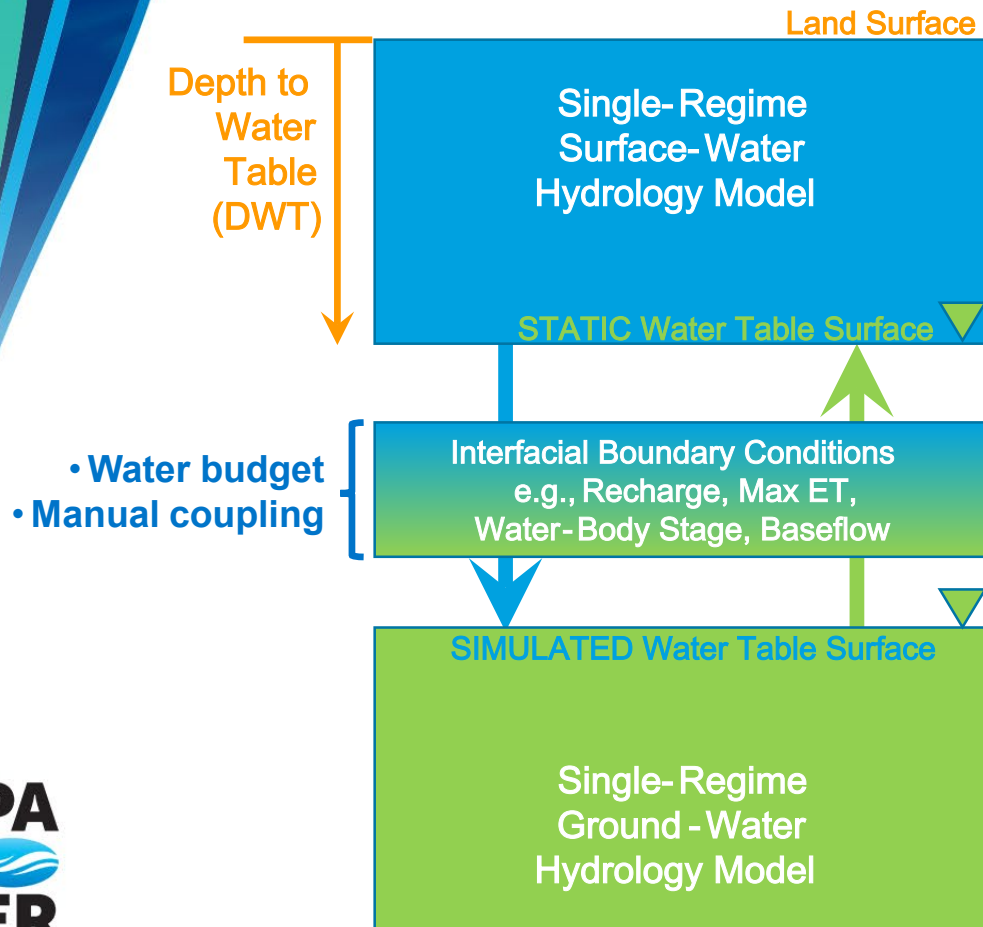 Land Surface
Depth to
Water
Table
(DWT)
Single-Regime
Surface-Water
Hydrology Model
STATIC Water Table Surface
• Water budget
• Manual coupling
Interfacial Boundary Conditions
e.g., Recharge, Max ET,
Water-Body Stage, Baseflow
SIMULATED Water Table Surface
Single-Regime
Ground-Water
Hydrology Model
PA
ER